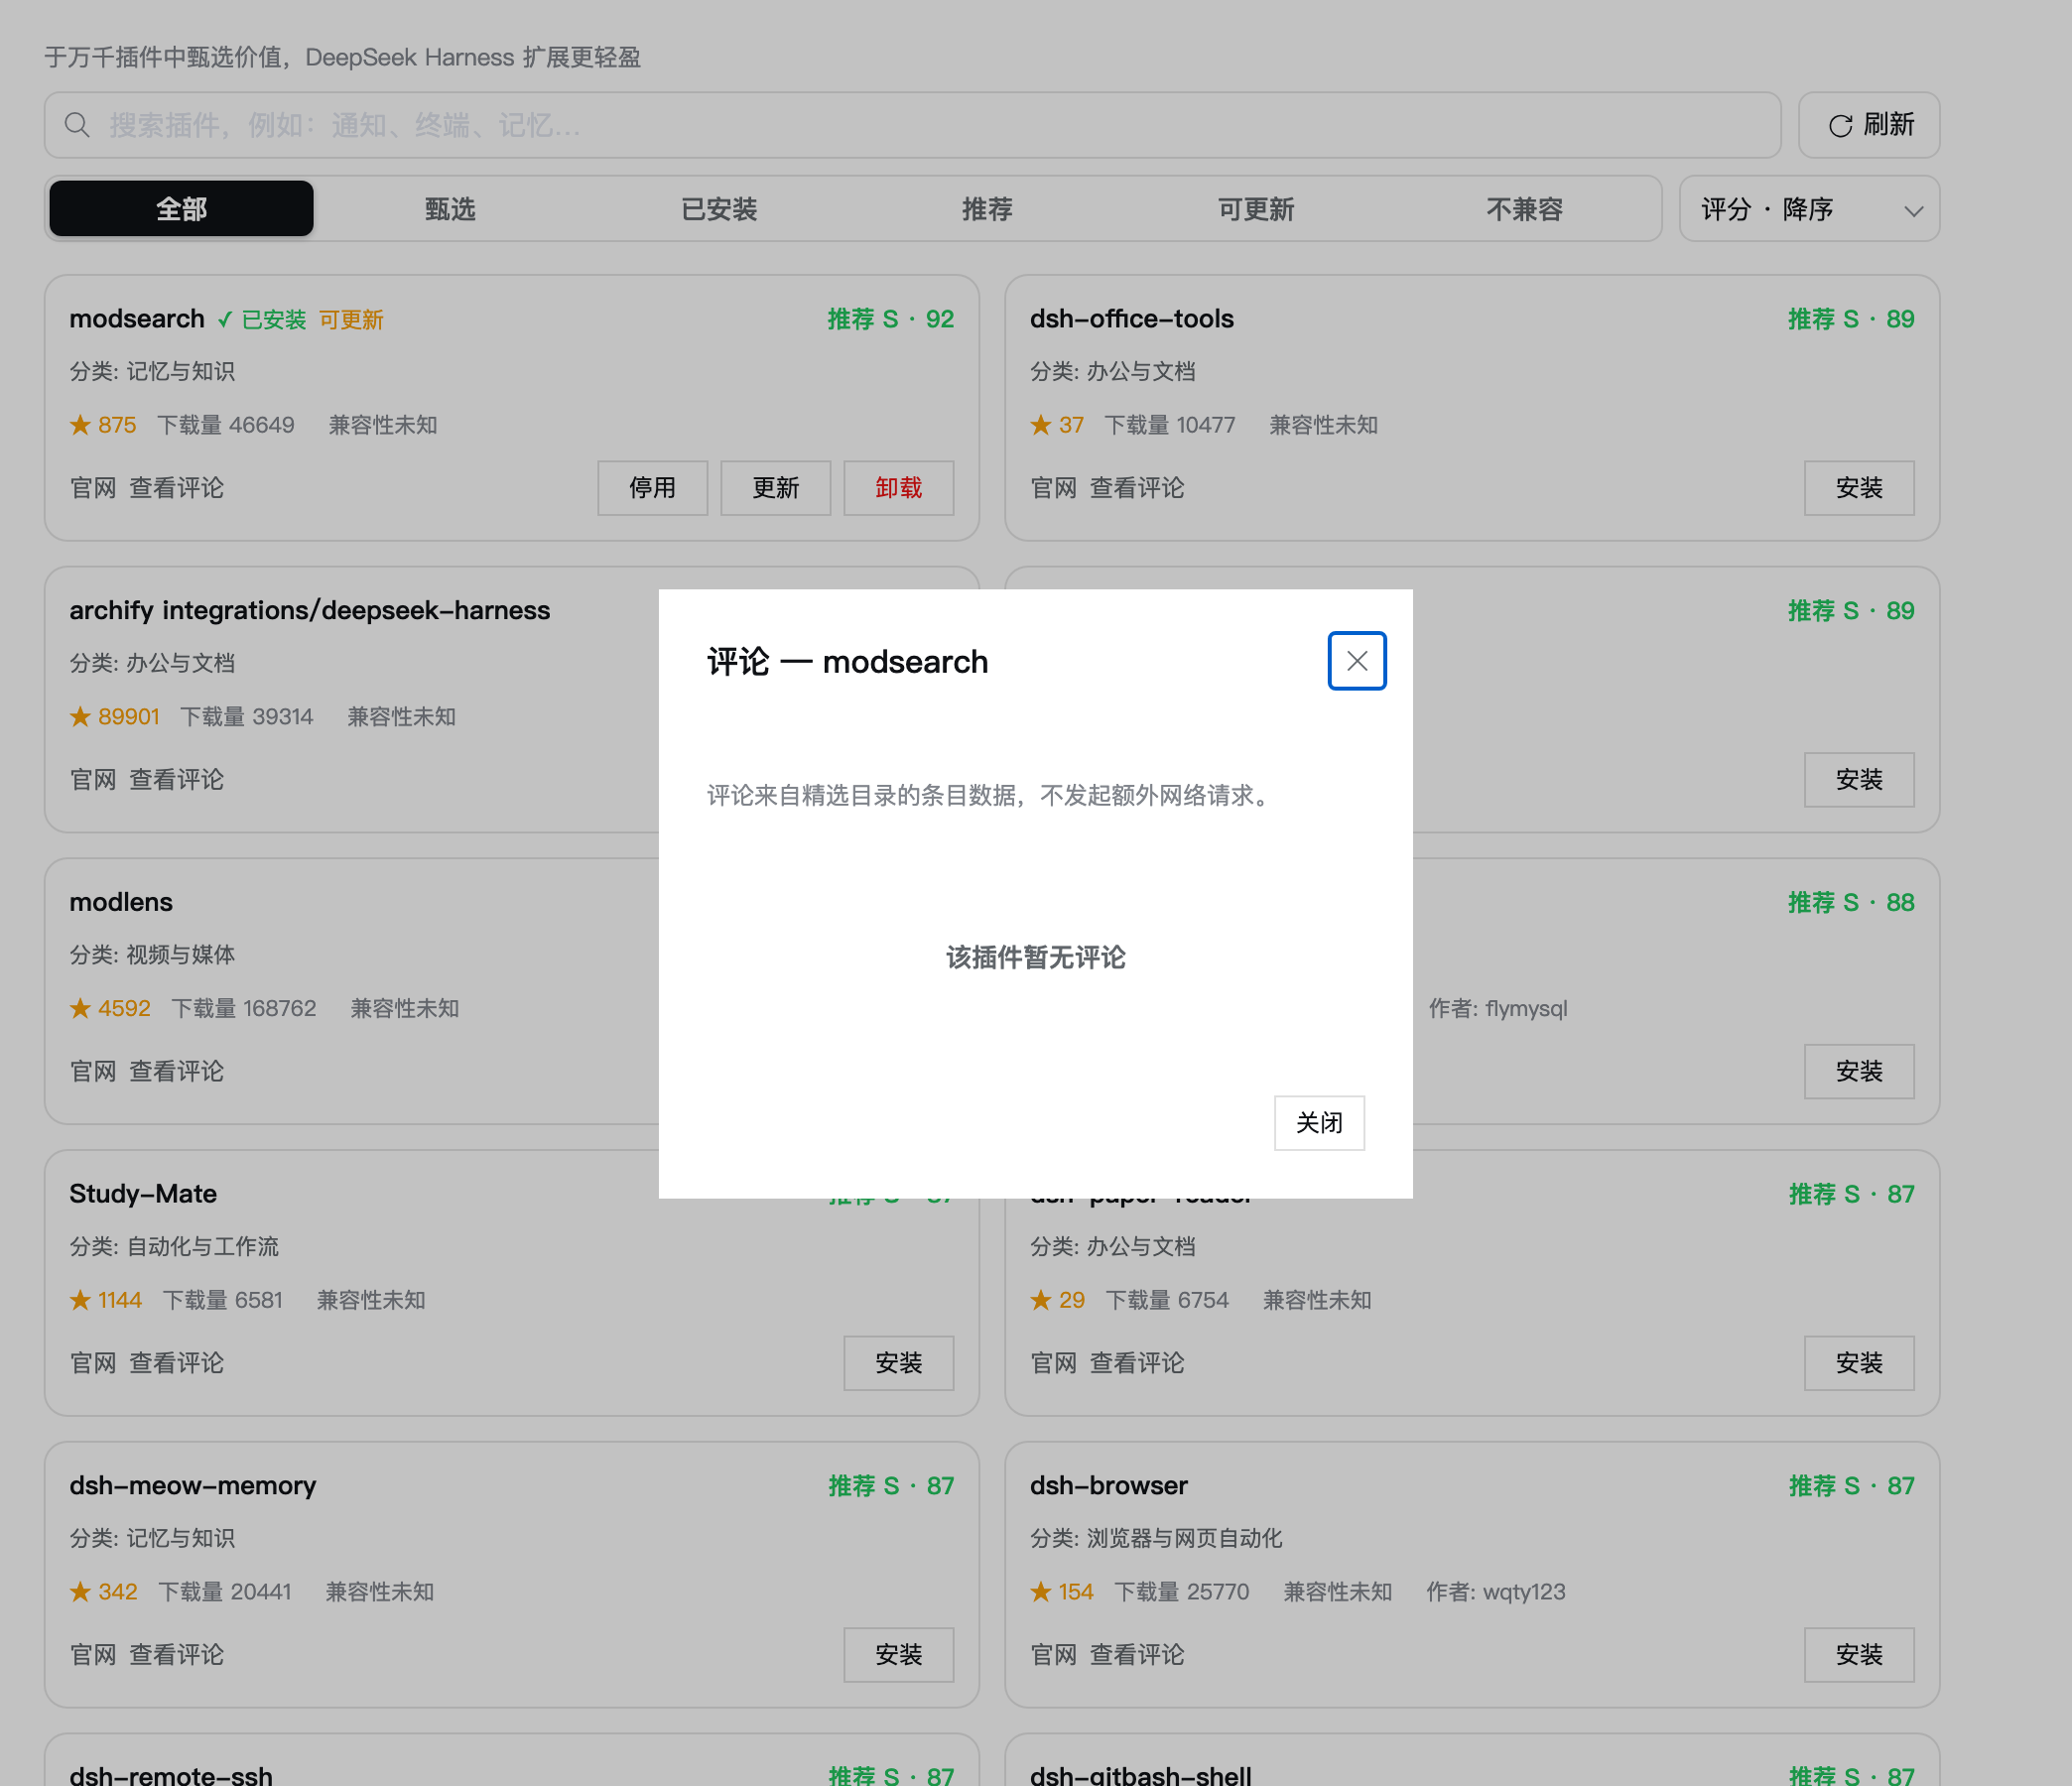 于万千插件中甄选价值，DeepSeek Harness 扩展更轻盈
搜索插件，例如：通知、终端、记忆...
刷新
全部
甄选
已安装
推荐
可更新
不兼容
评分 · 降序
modsearch ✓ 已安装 可更新
推荐 S · 92
分类: 记忆与知识
★ 875 下载量 46649 兼容性未知
官网 查看评论
停用
更新
卸载
dsh-office-tools
推荐 S · 89
分类: 办公与文档
★ 37 下载量 10477 兼容性未知
官网 查看评论
安装
archify integrations/deepseek-harness
分类: 办公与文档
★ 89901 下载量 39314 兼容性未知
官网 查看评论
推荐 S · 89
安装
评论 — modsearch
评论来自精选目录的条目数据，不发起额外网络请求。
该插件暂无评论
关闭
modlens
分类: 视频与媒体
★ 4592 下载量 168762 兼容性未知
官网 查看评论
推荐 S · 88
作者: flymysql
安装
Study-Mate
推荐 S · 87
分类: 自动化与工作流
★ 1144 下载量 6581 兼容性未知
官网 查看评论
安装
dsh-paper-reader
推荐 S · 87
分类: 办公与文档
★ 29 下载量 6754 兼容性未知
官网 查看评论
安装
dsh-meow-memory
推荐 S · 87
分类: 记忆与知识
★ 342 下载量 20441 兼容性未知
官网 查看评论
安装
dsh-browser
推荐 S · 87
分类: 浏览器与网页自动化
★ 154 下载量 25770 兼容性未知 作者: wqty123
官网 查看评论
安装
dsh-remote-ssh
推荐 S · 87
dsh-gitbash-shell
推荐 S · 87